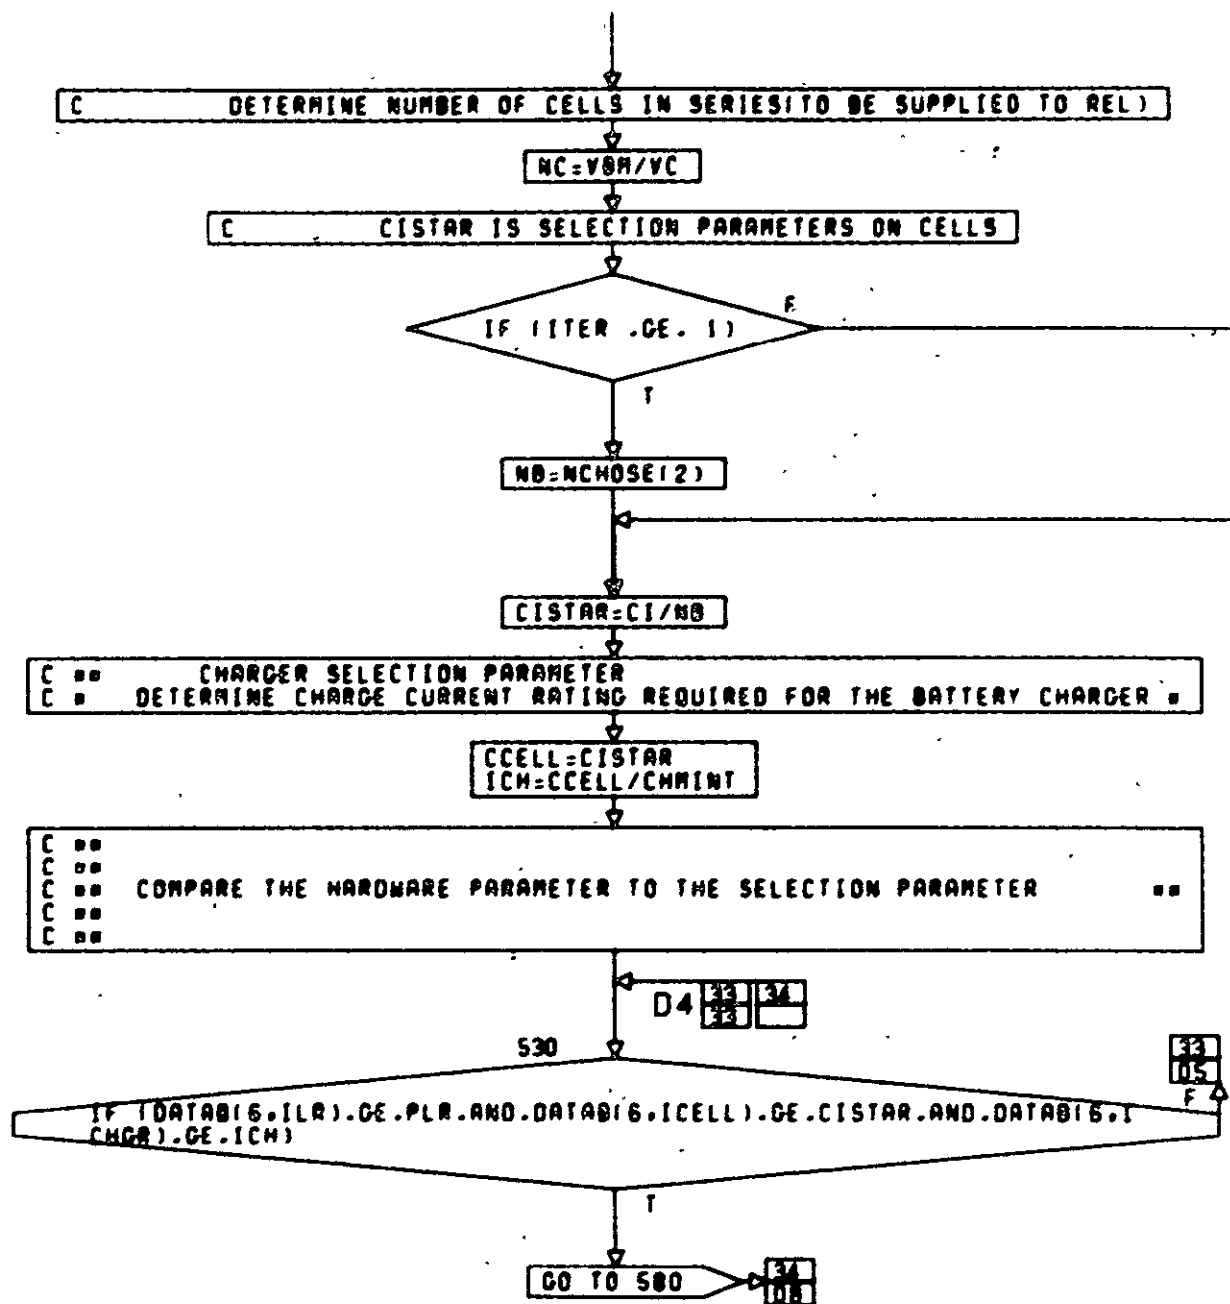 C DETERMINE NUMBER OF CELLS IN SERIES(TO BE SUPPLIED TO REL)
NC=VBM/VC
C CISTAR IS SELECTION PARAMETERS ON CELLS
F
IF (ITER .GE. 1)
T
NB=NCHOSE(2)
CISTAR=CI/NB
C ** CHARGER SELECTION PARAMETER
C * DETERMINE CHARGE CURRENT RATING REQUIRED FOR THE BATTERY CHARGER *
CCELL=CISTAR
ICH=CCELL/CHMINT
C **
C **
C ** COMPARE THE HARDWARE PARAMETER TO THE SELECTION PARAMETER **
C **
C **
D4 33 34
33
530
33
D5
F
IF (DATAB(6,ILR).GE.PLR.AND.DATAB(6,ICELL).GE.CISTAR.AND.DATAB(6,I
CHGR).GE.ICH)
T
GO TO 580
34
D8